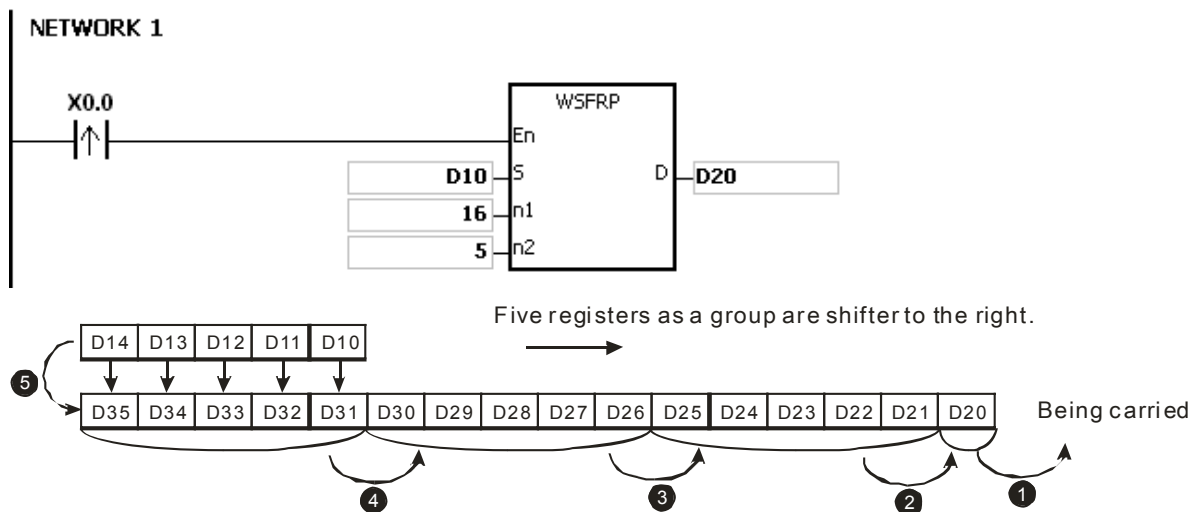 NETWORK 1
X0.0
WSFRP
En
D10 S D D20
16 n1
5 n2
Five registers as a group are shifter to the right.
D14 D13 D12 D11 D10
5
D35 D34 D33 D32 D31 D30 D29 D28 D27 D26 D25 D24 D23 D22 D21 D20 Being carried
4 3 2 1